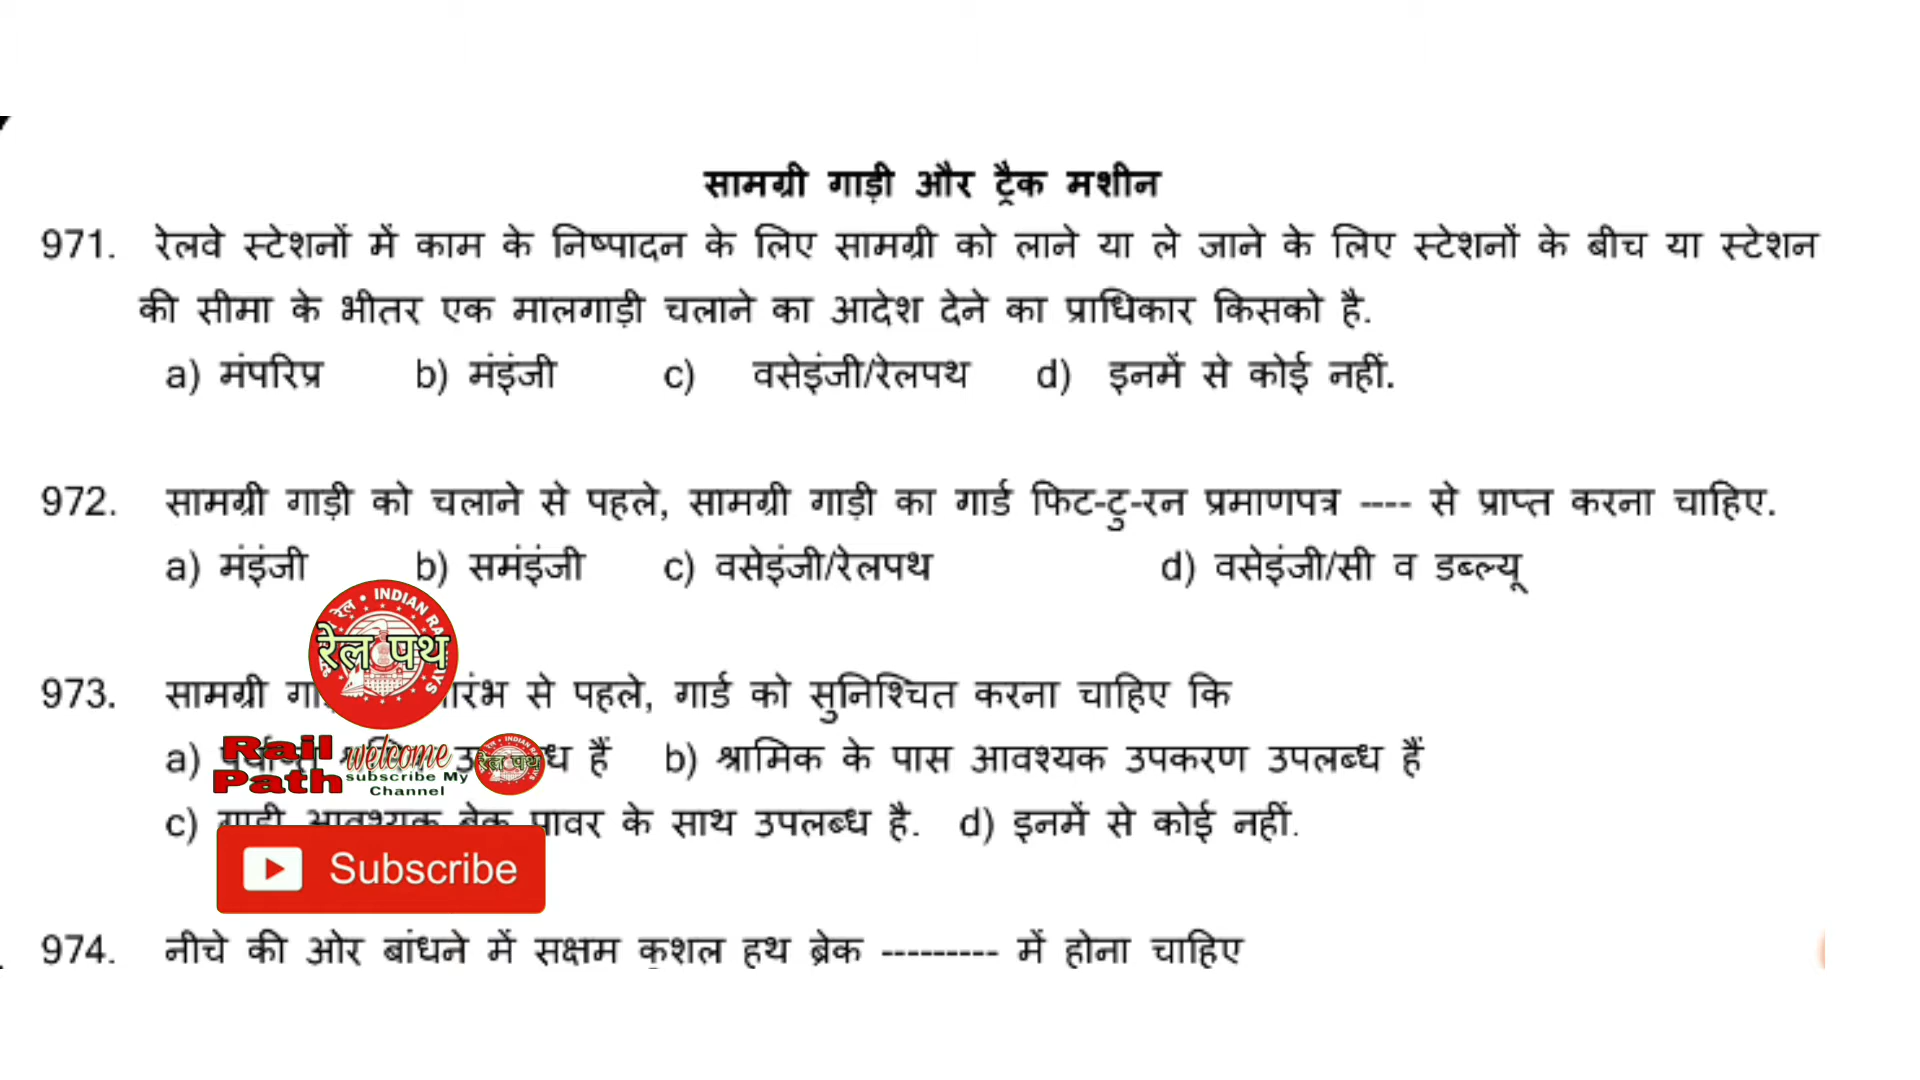 सामग्री गाड़ी और ट्रैक मशीन
971. रेलवे स्टेशनों में काम के निष्पादन के लिए सामग्री को लाने या ले जाने के लिए स्टेशनों के बीच या स्टेशन
की सीमा के भीतर एक मालगाड़ी चलाने का आदेश देने का प्राधिकार किसको है.
a) मंपरिप्र b) मंइंजी c) वसेइंजी/रेलपथ d) इनमें से कोई नहीं.
972. सामग्री गाड़ी को चलाने से पहले, सामग्री गाड़ी का गार्ड फिट-टु-रन प्रमाणपत्र ---- से प्राप्त करना चाहिए.
a) मंइंजी b) समंइंजी c) वसेइंजी/रेलपथ d) वसेइंजी/सी व डब्ल्यू
INDIAN
रेल पथ
973. सामग्री से पहले, गार्ड को सुनिश्चित करना चाहिए कि
a) हैं b) श्रामिक के पास आवश्यक उपकरण उपलब्ध हैं
Rail Path welcome subscribe My Channel रेल पथ
c) गाड़ी आवश्यक ब्रेक पावर के साथ उपलब्ध है. d) इनमें से कोई नहीं.
Subscribe
974. नीचे की ओर बांधने में सक्षम कुशल हथ ब्रेक --------- में होना चाहिए